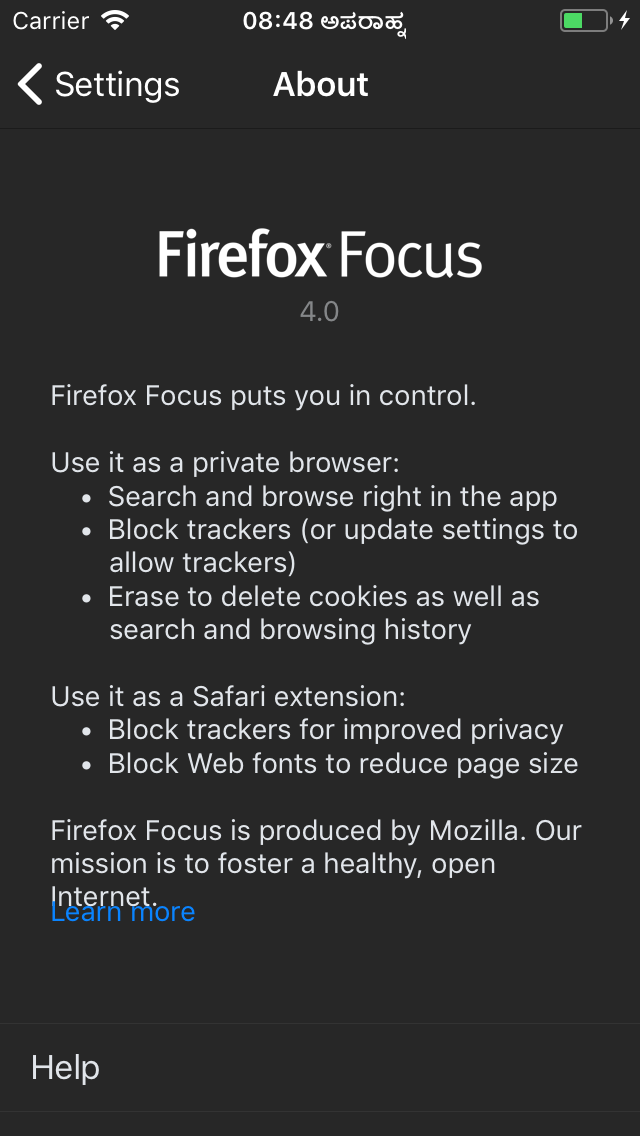 Carrier 08:48 ಅಪರಾಹ್ನ
Settings About
Firefox® Focus
4.0
Firefox Focus puts you in control.
Use it as a private browser:
• Search and browse right in the app
• Block trackers (or update settings to
allow trackers)
• Erase to delete cookies as well as
search and browsing history
Use it as a Safari extension:
• Block trackers for improved privacy
• Block Web fonts to reduce page size
Firefox Focus is produced by Mozilla. Our
mission is to foster a healthy, open
Internet.
Learn more
Help